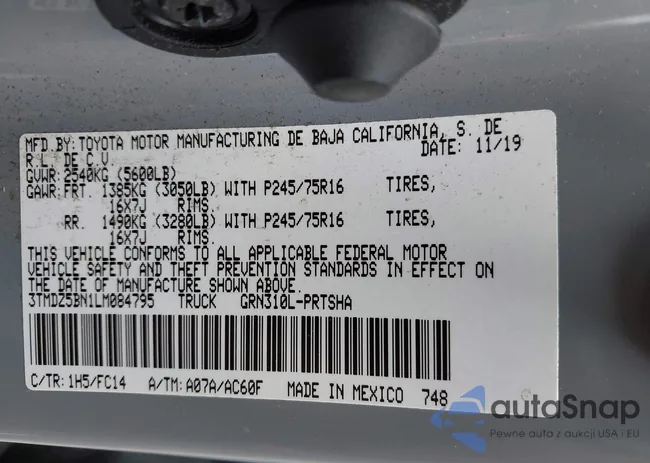 MFD.BY: TOYOTA MOTOR MANUFACTURING DE BAJA CALIFORNIA, S. DE
R L. DE C.V. DATE: 11/19
GVWR: 2540KG (5600LB)
GAWR: FRT. 1385KG (3050LB) WITH P245/75R16 TIRES,
16X7J RIMS.
RR. 1490KG (3280LB) WITH P245/75R16 TIRES,
16X7J RIMS.
THIS VEHICLE CONFORMS TO ALL APPLICABLE FEDERAL MOTOR
VEHICLE SAFETY AND THEFT PREVENTION STANDARDS IN EFFECT ON
THE DATE OF MANUFACTURE SHOWN ABOVE.
3TMDZ5BN1LM084795 TRUCK GRN310L-PRTSHA
C/TR: 1H5/FC14 A/TM: A07A/AC60F MADE IN MEXICO 748
autaSnap
Pewne auta z aukcji USA i EU